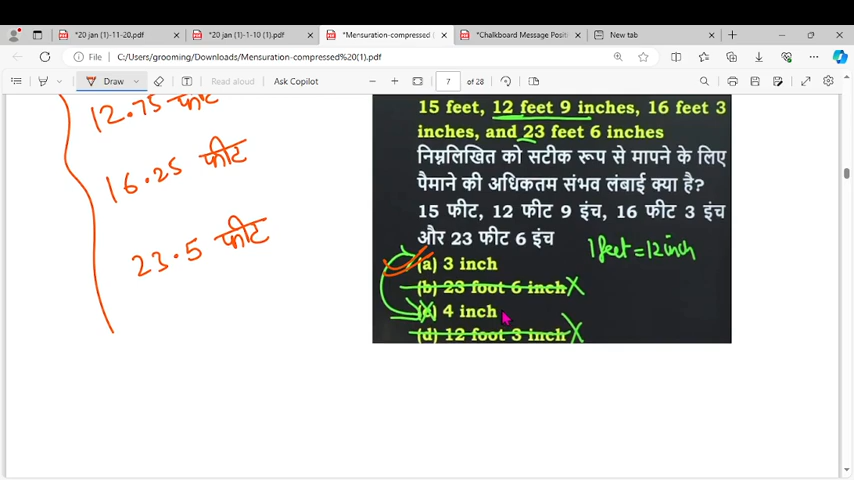 *20 jan (1)-11-20.pdf
*20 jan (1)-1-10 (1).pdf
*Mensuration-compressed
*Chalkboard Message Positi
New tab
File
C:/Users/grooming/Downloads/Mensuration-compressed%20(1).pdf
Draw
Read aloud
Ask Copilot
7
of 28
12.75 फीट
16.25 फीट
23.5 फीट
15 feet, 12 feet 9 inches, 16 feet 3
inches, and 23 feet 6 inches
निम्नलिखित को सटीक रूप से मापने के लिए
पैमाने की अधिकतम संभव लंबाई क्या है?
15 फीट, 12 फीट 9 इंच, 16 फीट 3 इंच
और 23 फीट 6 इंच
1 feet = 12 inch
(a) 3 inch
(b) 23 foot 6 inch X
(c) 4 inch
(d) 12 foot 3 inch X